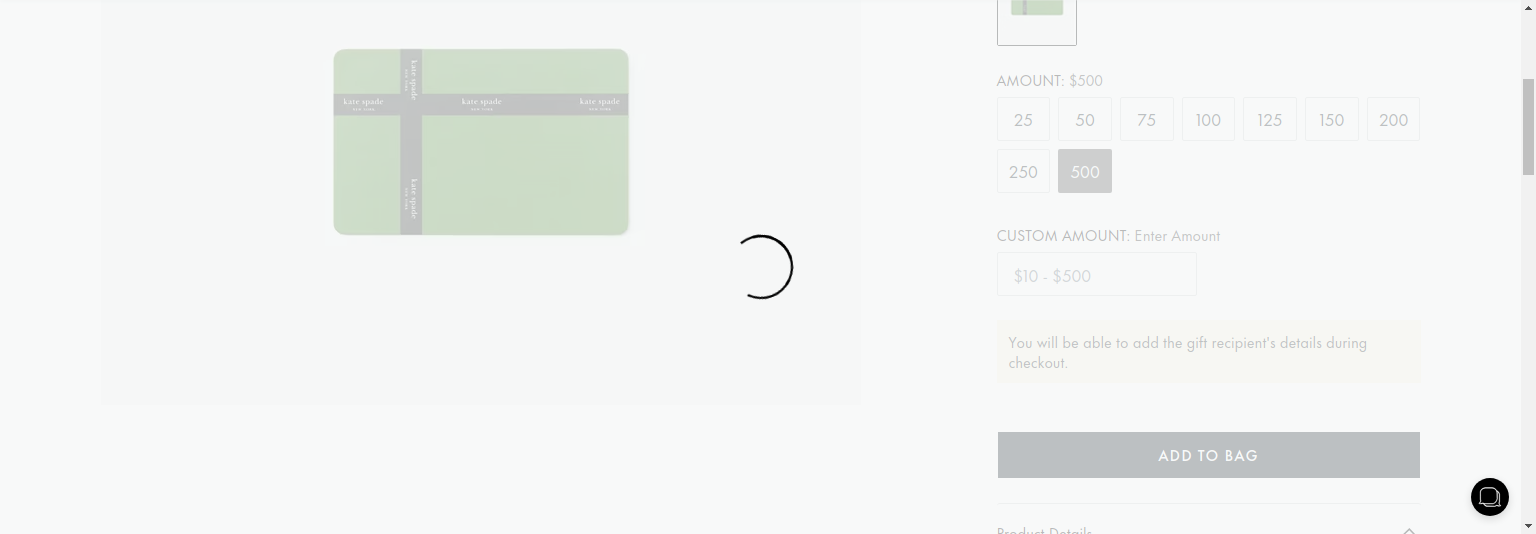 kate spade
NEW YORK
kate spade
NEW YORK
kate spade
NEW YORK
kate spade
NEW YORK
kate spade
NEW YORK
AMOUNT: $500
25 50 75 100 125 150 200
250 500
CUSTOM AMOUNT: Enter Amount
$10 - $500
You will be able to add the gift recipient's details during
checkout.
ADD TO BAG
Product Details